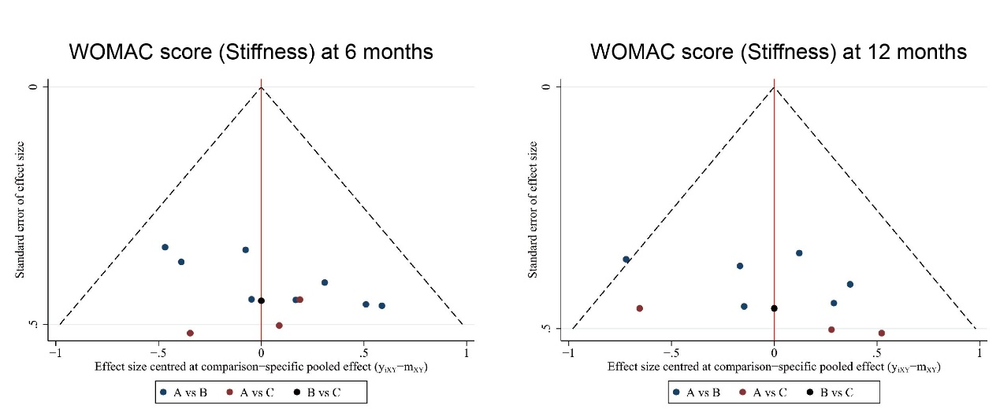 WOMAC score (Stiffness) at 6 months
0
.5
Standard error of effect size
−1
−.5
0
.5
1
Effect size centred at comparison−specific pooled effect (yiXY−mXY)
A vs B
A vs C
B vs C
WOMAC score (Stiffness) at 12 months
0
.5
Standard error of effect size
−1
−.5
0
.5
1
Effect size centred at comparison−specific pooled effect (yiXY−mXY)
A vs B
A vs C
B vs C